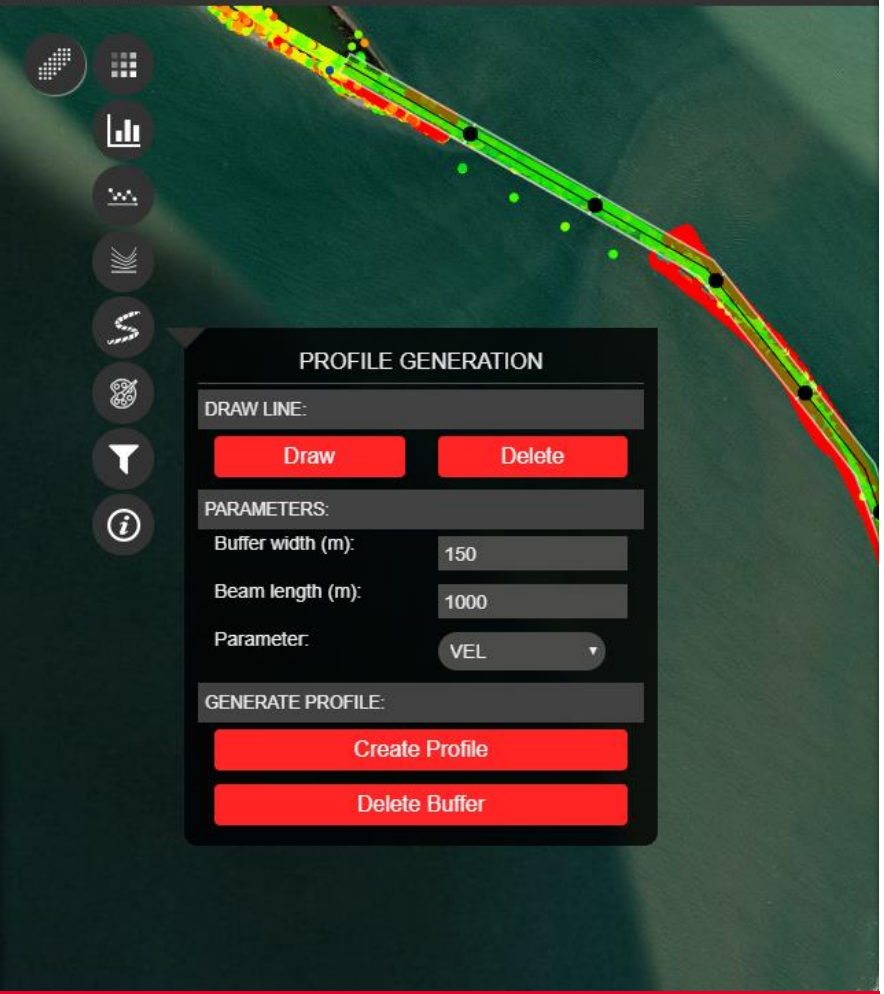 PROFILE GENERATION
DRAW LINE:
Draw Delete
PARAMETERS:
Buffer width (m): 150
Beam length (m): 1000
Parameter: VEL
GENERATE PROFILE:
Create Profile
Delete Buffer